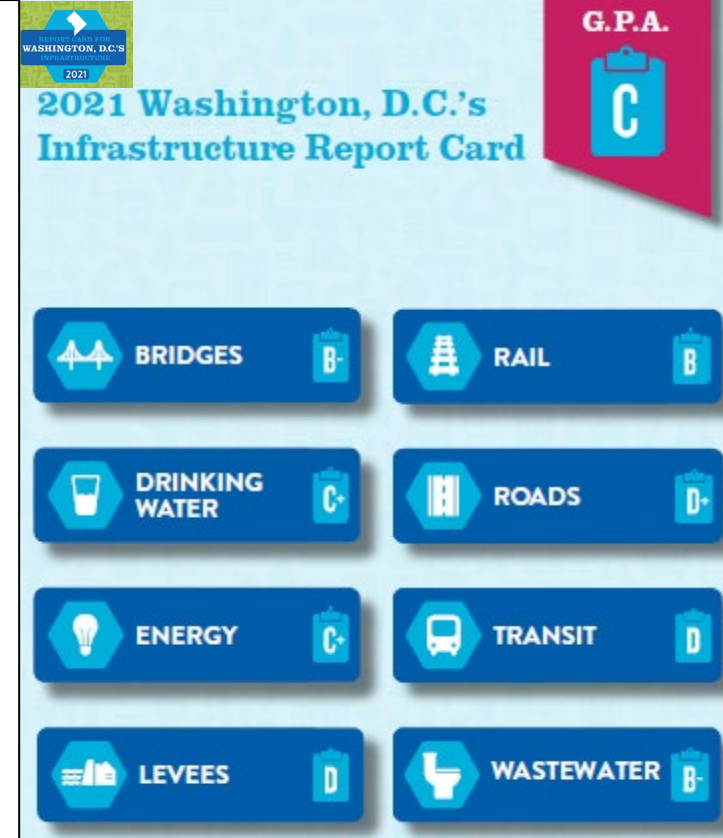 REPORT CARD FOR
WASHINGTON, D.C.'S
INFRASTRUCTURE
2021
G.P.A.
C
2021 Washington, D.C.'s
Infrastructure Report Card
BRIDGES B-
RAIL B
DRINKING
WATER C+
ROADS D+
ENERGY C+
TRANSIT D
LEVEES D
WASTEWATER B-